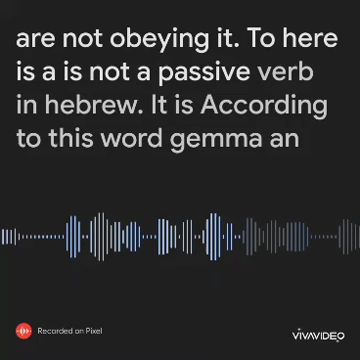 are not obeying it. To here
is a is not a passive verb
in hebrew. It is According
to this word gemma an
Recorded on Pixel
VIVAVIDEO